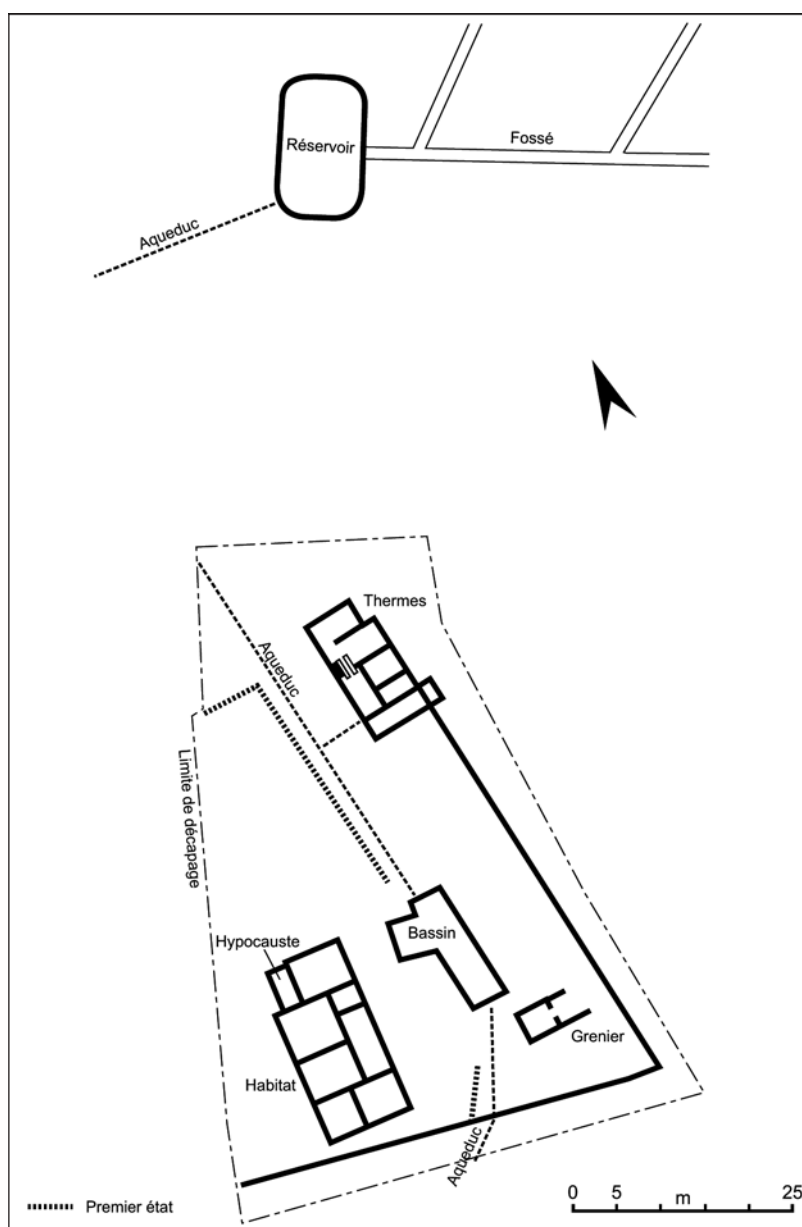 Réservoir
Fossé
Aqueduc
Thermes
Aqueduc
Limite de décapage
Bassin
Hypocauste
Grenier
Habitat
Aqueduc
Premier état
0 5 m 25